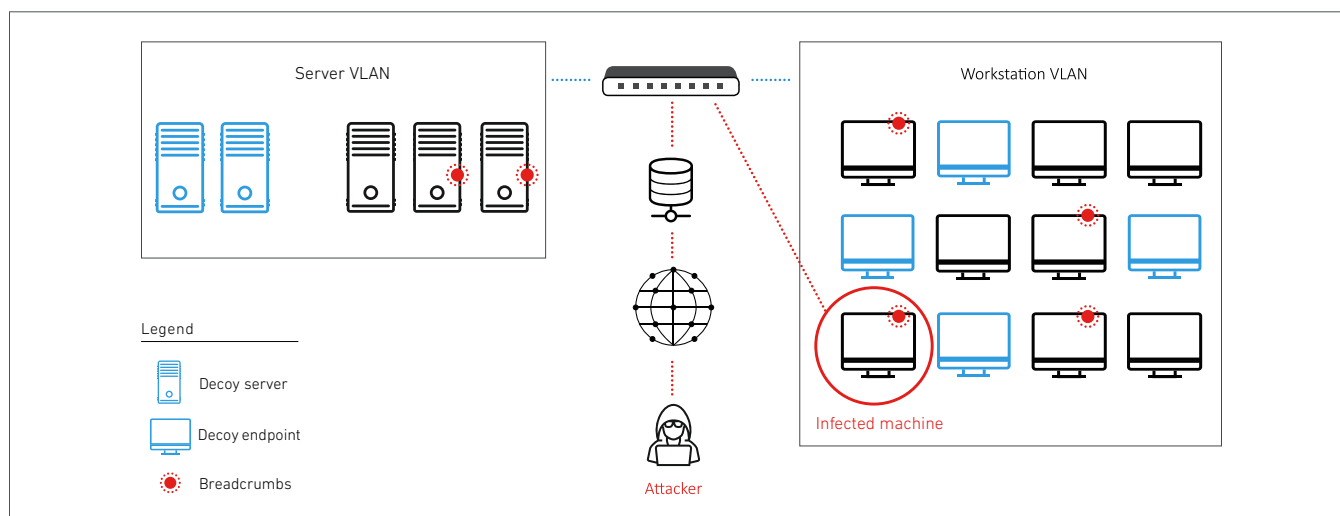 Server VLAN
Workstation VLAN
Infected machine
Legend
Decoy server
Decoy endpoint
Breadcrumbs
Attacker